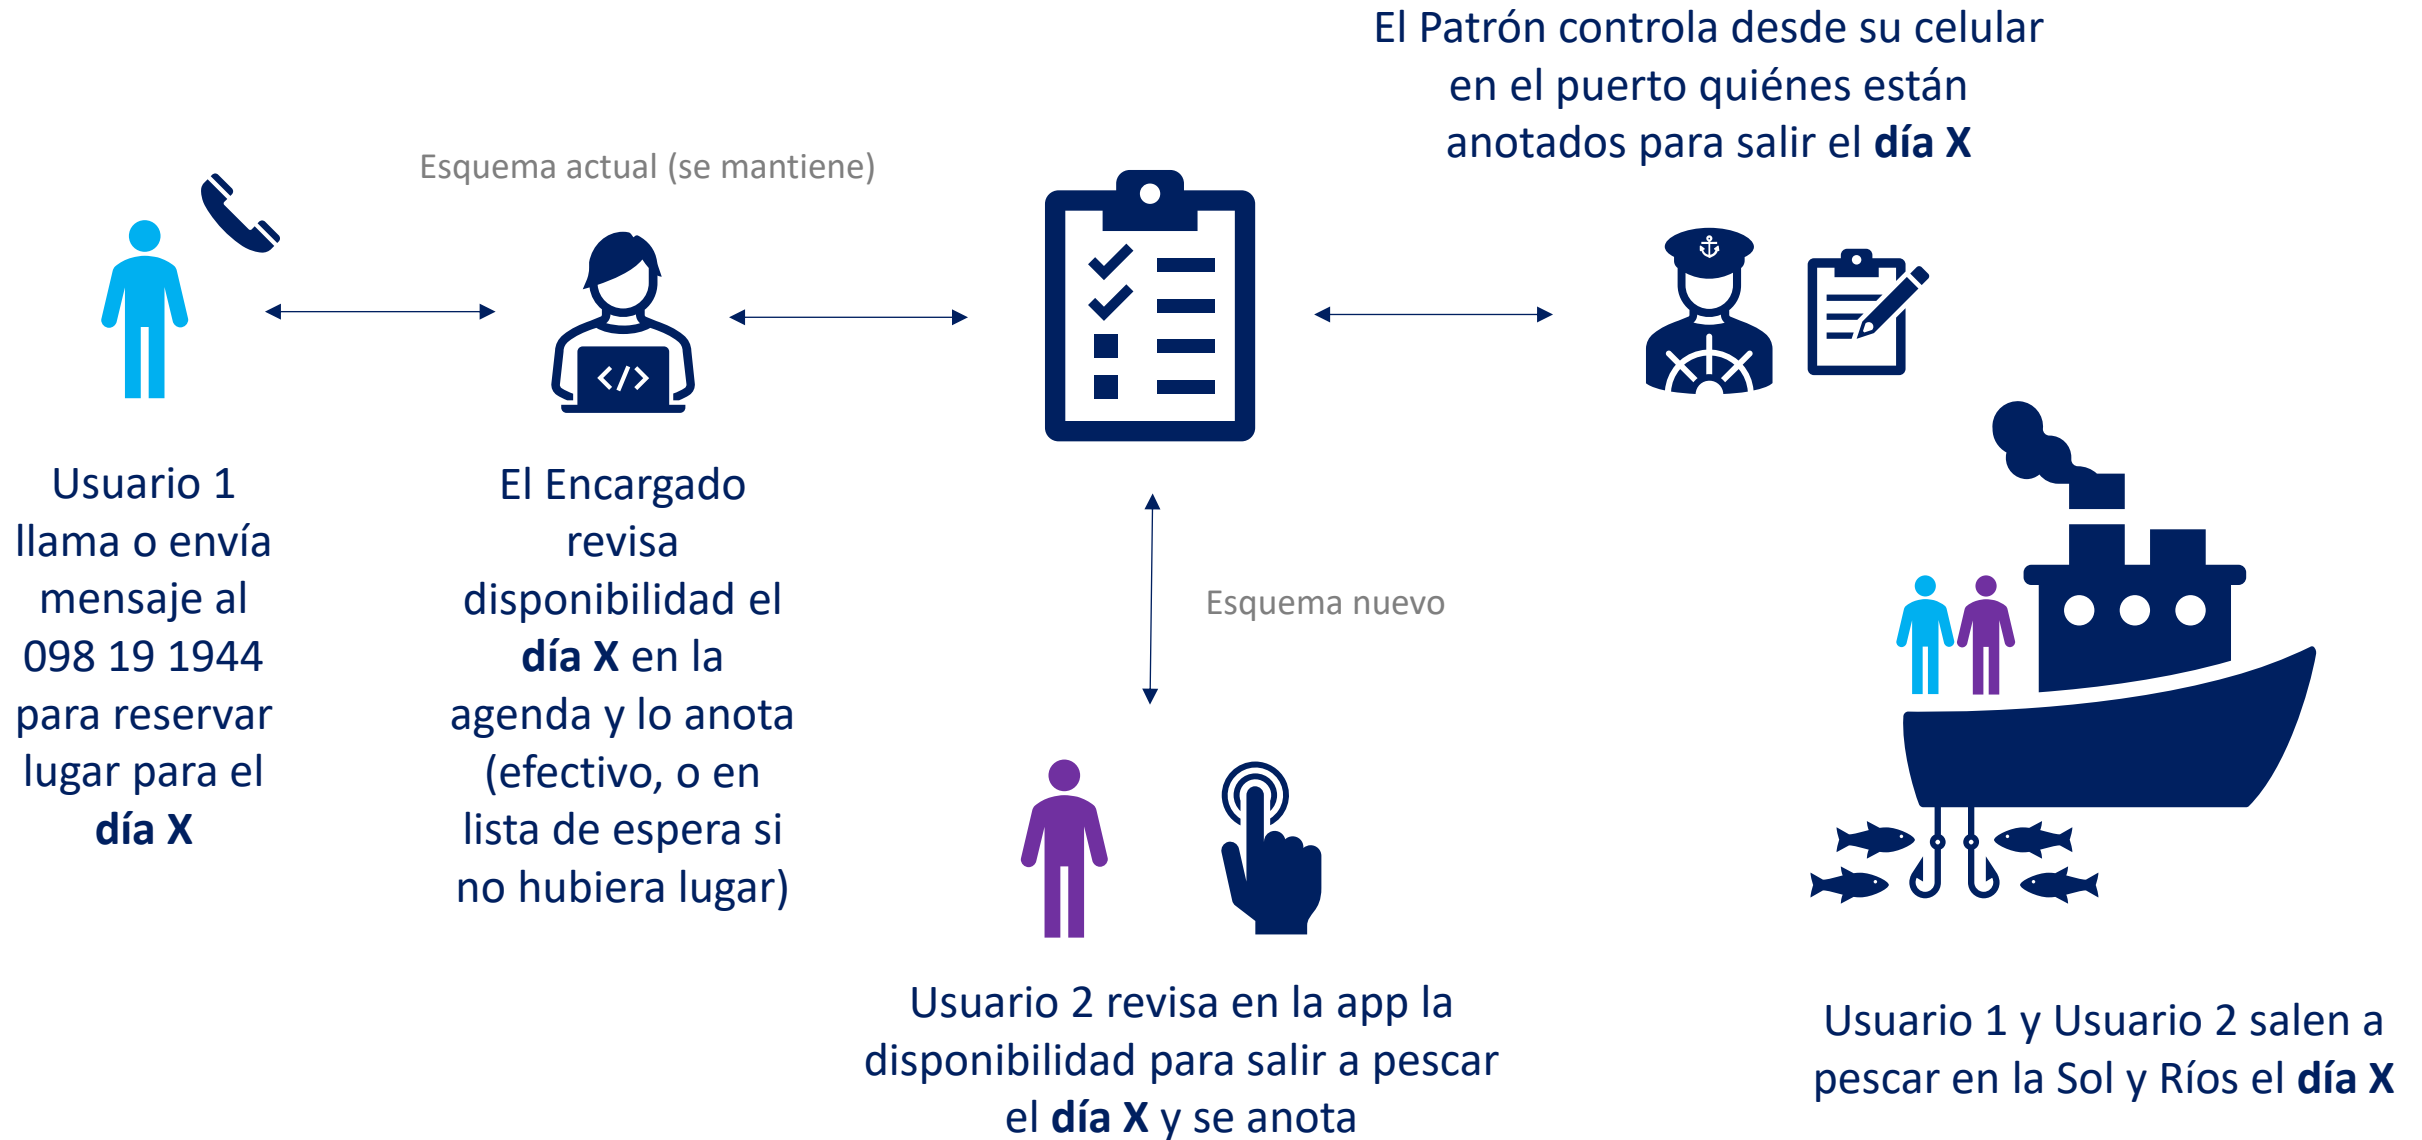 El Patrón controla desde su celular
en el puerto quiénes están
anotados para salir el día X
Esquema actual (se mantiene)
Usuario 1
llama o envía
mensaje al
098 19 1944
para reservar
lugar para el
día X
El Encargado
revisa
disponibilidad el
día X en la
agenda y lo anota
(efectivo, o en
lista de espera si
no hubiera lugar)
Esquema nuevo
Usuario 2 revisa en la app la
disponibilidad para salir a pescar
el día X y se anota
Usuario 1 y Usuario 2 salen a
pescar en la Sol y Ríos el día X